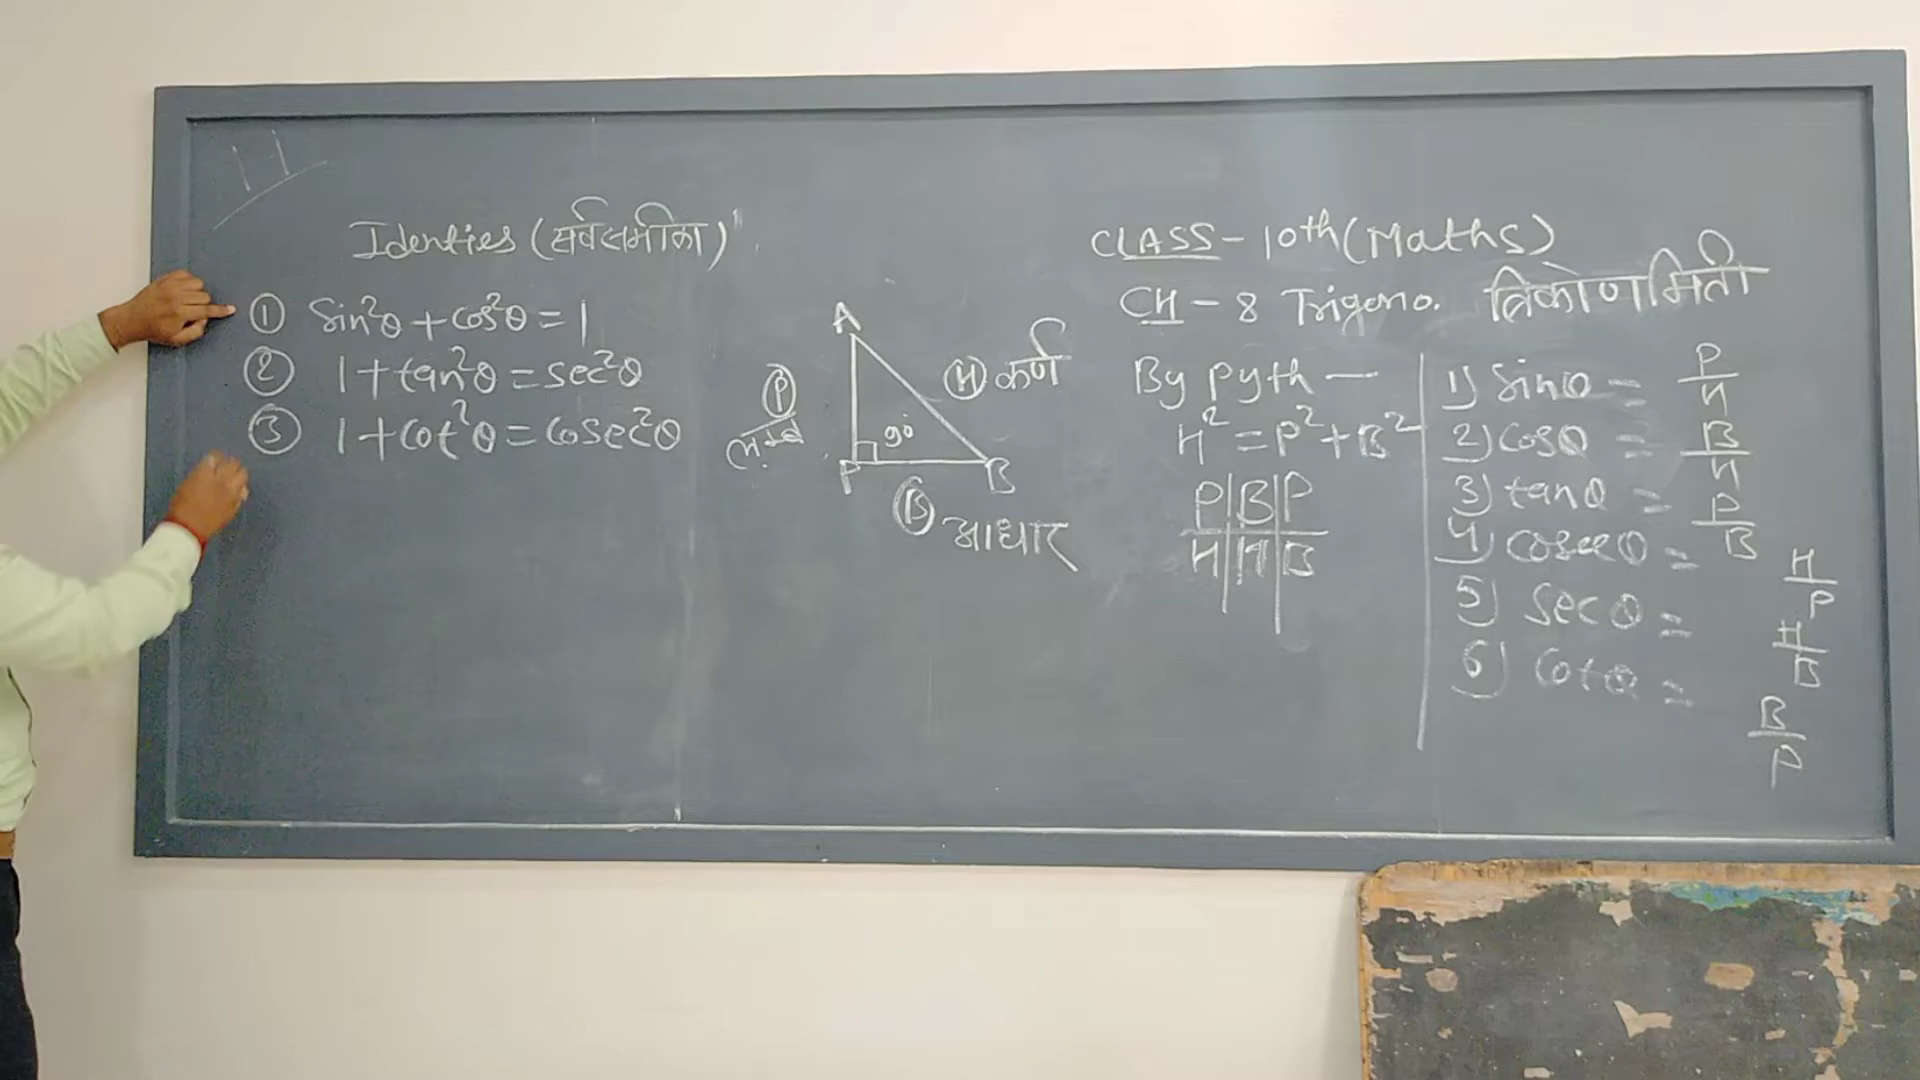 Identies (सर्वसमीका)"
① Sin²θ + cos²θ = 1
② 1 + tan²θ = sec²θ
③ 1 + cot²θ = cosec²θ
A
Ⓟ
Ⓗ कर्ण
90°
P B
Ⓑ आधार
CLASS - 10th (Maths)
CH - 8 Trigono. त्रिकोणमिती
By Pyth —
H² = P² + B²
P|B|P
H|H|B
1) Sinθ = P/H
2) Cosθ = B/H
3) tanθ = P/B
4) cosecθ = H/P
5) Secθ = H/B
6) Cotθ = B/P